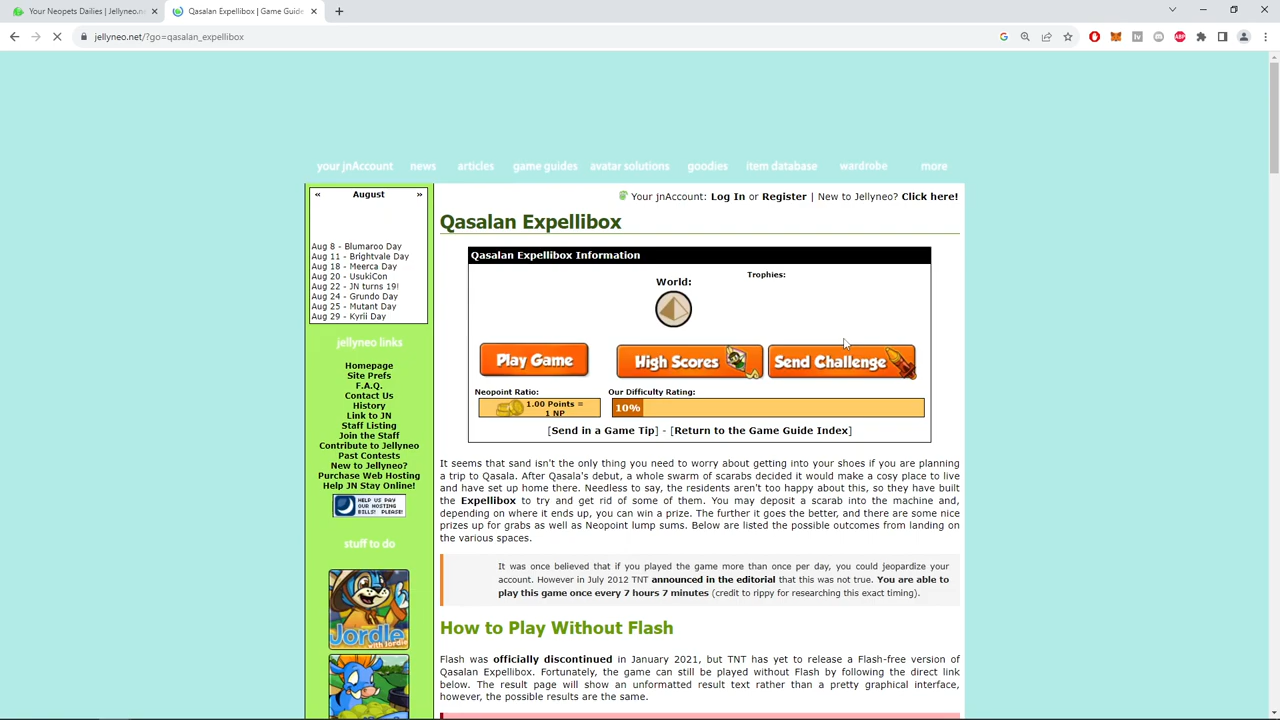 Your Neopets Dailies | Jellyneo.ne
Qasalan Expellibox | Game Guide
jellyneo.net/?go=qasalan_expellibox
your jnAccount news articles game guides avatar solutions goodies item database wardrobe more
« August »
Aug 8 - Blumaroo Day
Aug 11 - Brightvale Day
Aug 18 - Meerca Day
Aug 20 - UsukiCon
Aug 22 - JN turns 19!
Aug 24 - Grundo Day
Aug 25 - Mutant Day
Aug 29 - Kyrii Day
jellyneo links
Homepage
Site Prefs
F.A.Q.
Contact Us
History
Link to JN
Staff Listing
Join the Staff
Contribute to Jellyneo
Past Contests
New to Jellyneo?
Purchase Web Hosting
Help JN Stay Online!
HELP US PAY
OUR HOSTING
BILLS! PLEASE!
stuff to do
Jordle
with Jordie
Your jnAccount: Log In or Register | New to Jellyneo? Click here!
Qasalan Expellibox
Qasalan Expellibox Information
World:
Trophies:
Play Game
High Scores
Send Challenge
Neopoint Ratio:
1.00 Points =
1 NP
Our Difficulty Rating:
10%
[Send in a Game Tip] - [Return to the Game Guide Index]
It seems that sand isn't the only thing you need to worry about getting into your shoes if you are planning
a trip to Qasala. After Qasala's debut, a whole swarm of scarabs decided it would make a cosy place to live
and have set up home there. Needless to say, the residents aren't too happy about this, so they have built
the Expellibox to try and get rid of some of them. You may deposit a scarab into the machine and,
depending on where it ends up, you can win a prize. The further it goes the better, and there are some nice
prizes up for grabs as well as Neopoint lump sums. Below are listed the possible outcomes from landing on
the various spaces.
It was once believed that if you played the game more than once per day, you could jeopardize your
account. However in July 2012 TNT announced in the editorial that this was not true. You are able to
play this game once every 7 hours 7 minutes (credit to rippy for researching this exact timing).
How to Play Without Flash
Flash was officially discontinued in January 2021, but TNT has yet to release a Flash-free version of
Qasalan Expellibox. Fortunately, the game can still be played without Flash by following the direct link
below. The result page will show an unformatted result text rather than a pretty graphical interface,
however, the possible results are the same.